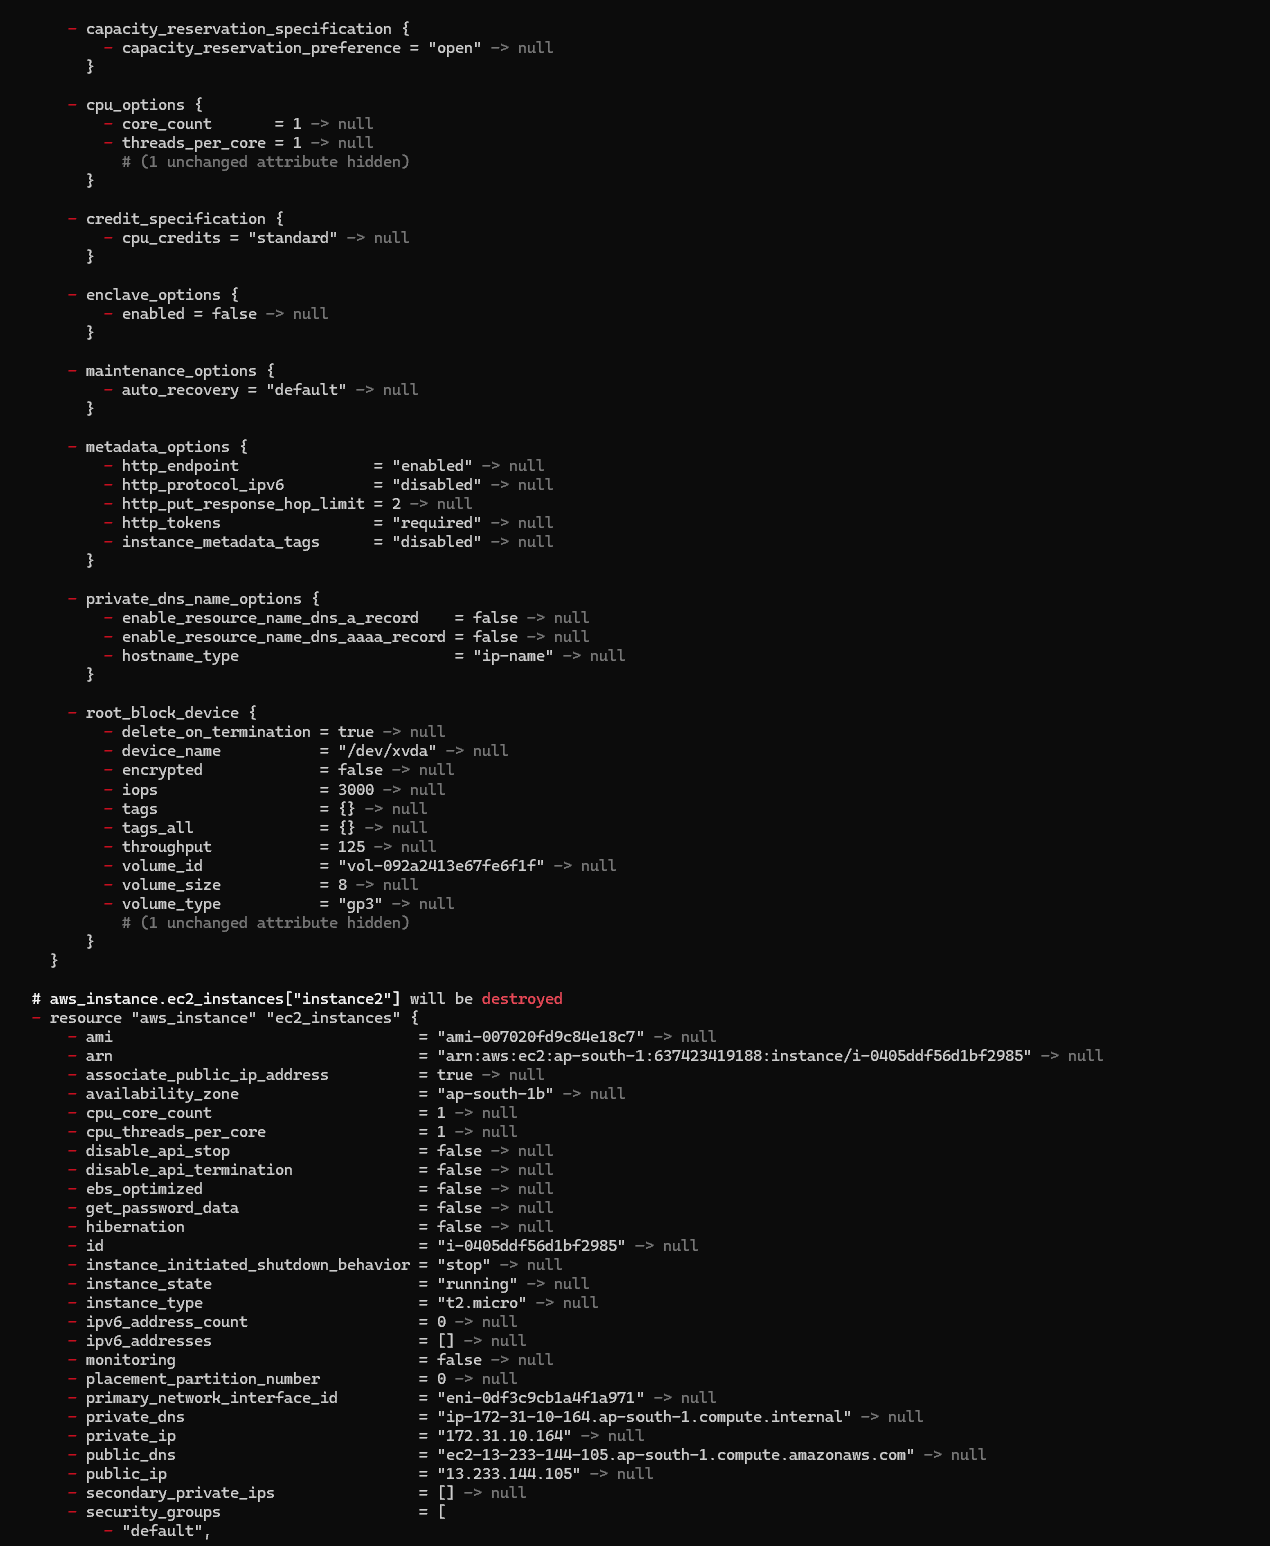 - capacity_reservation_specification {
- capacity_reservation_preference = "open" -> null
}
- cpu_options {
- core_count = 1 -> null
- threads_per_core = 1 -> null
# (1 unchanged attribute hidden)
}
- credit_specification {
- cpu_credits = "standard" -> null
}
- enclave_options {
- enabled = false -> null
}
- maintenance_options {
- auto_recovery = "default" -> null
}
- metadata_options {
- http_endpoint = "enabled" -> null
- http_protocol_ipv6 = "disabled" -> null
- http_put_response_hop_limit = 2 -> null
- http_tokens = "required" -> null
- instance_metadata_tags = "disabled" -> null
}
- private_dns_name_options {
- enable_resource_name_dns_a_record = false -> null
- enable_resource_name_dns_aaaa_record = false -> null
- hostname_type = "ip-name" -> null
}
- root_block_device {
- delete_on_termination = true -> null
- device_name = "/dev/xvda" -> null
- encrypted = false -> null
- iops = 3000 -> null
- tags = {} -> null
- tags_all = {} -> null
- throughput = 125 -> null
- volume_id = "vol-092a2413e67fe6f1f" -> null
- volume_size = 8 -> null
- volume_type = "gp3" -> null
# (1 unchanged attribute hidden)
}
}
# aws_instance.ec2_instances["instance2"] will be destroyed
- resource "aws_instance" "ec2_instances" {
- ami = "ami-007020fd9c84e18c7" -> null
- arn = "arn:aws:ec2:ap-south-1:637423419188:instance/i-0405ddf56d1bf2985" -> null
- associate_public_ip_address = true -> null
- availability_zone = "ap-south-1b" -> null
- cpu_core_count = 1 -> null
- cpu_threads_per_core = 1 -> null
- disable_api_stop = false -> null
- disable_api_termination = false -> null
- ebs_optimized = false -> null
- get_password_data = false -> null
- hibernation = false -> null
- id = "i-0405ddf56d1bf2985" -> null
- instance_initiated_shutdown_behavior = "stop" -> null
- instance_state = "running" -> null
- instance_type = "t2.micro" -> null
- ipv6_address_count = 0 -> null
- ipv6_addresses = [] -> null
- monitoring = false -> null
- placement_partition_number = 0 -> null
- primary_network_interface_id = "eni-0df3c9cb1a4f1a971" -> null
- private_dns = "ip-172-31-10-164.ap-south-1.compute.internal" -> null
- private_ip = "172.31.10.164" -> null
- public_dns = "ec2-13-233-144-105.ap-south-1.compute.amazonaws.com" -> null
- public_ip = "13.233.144.105" -> null
- secondary_private_ips = [] -> null
- security_groups = [
- "default",